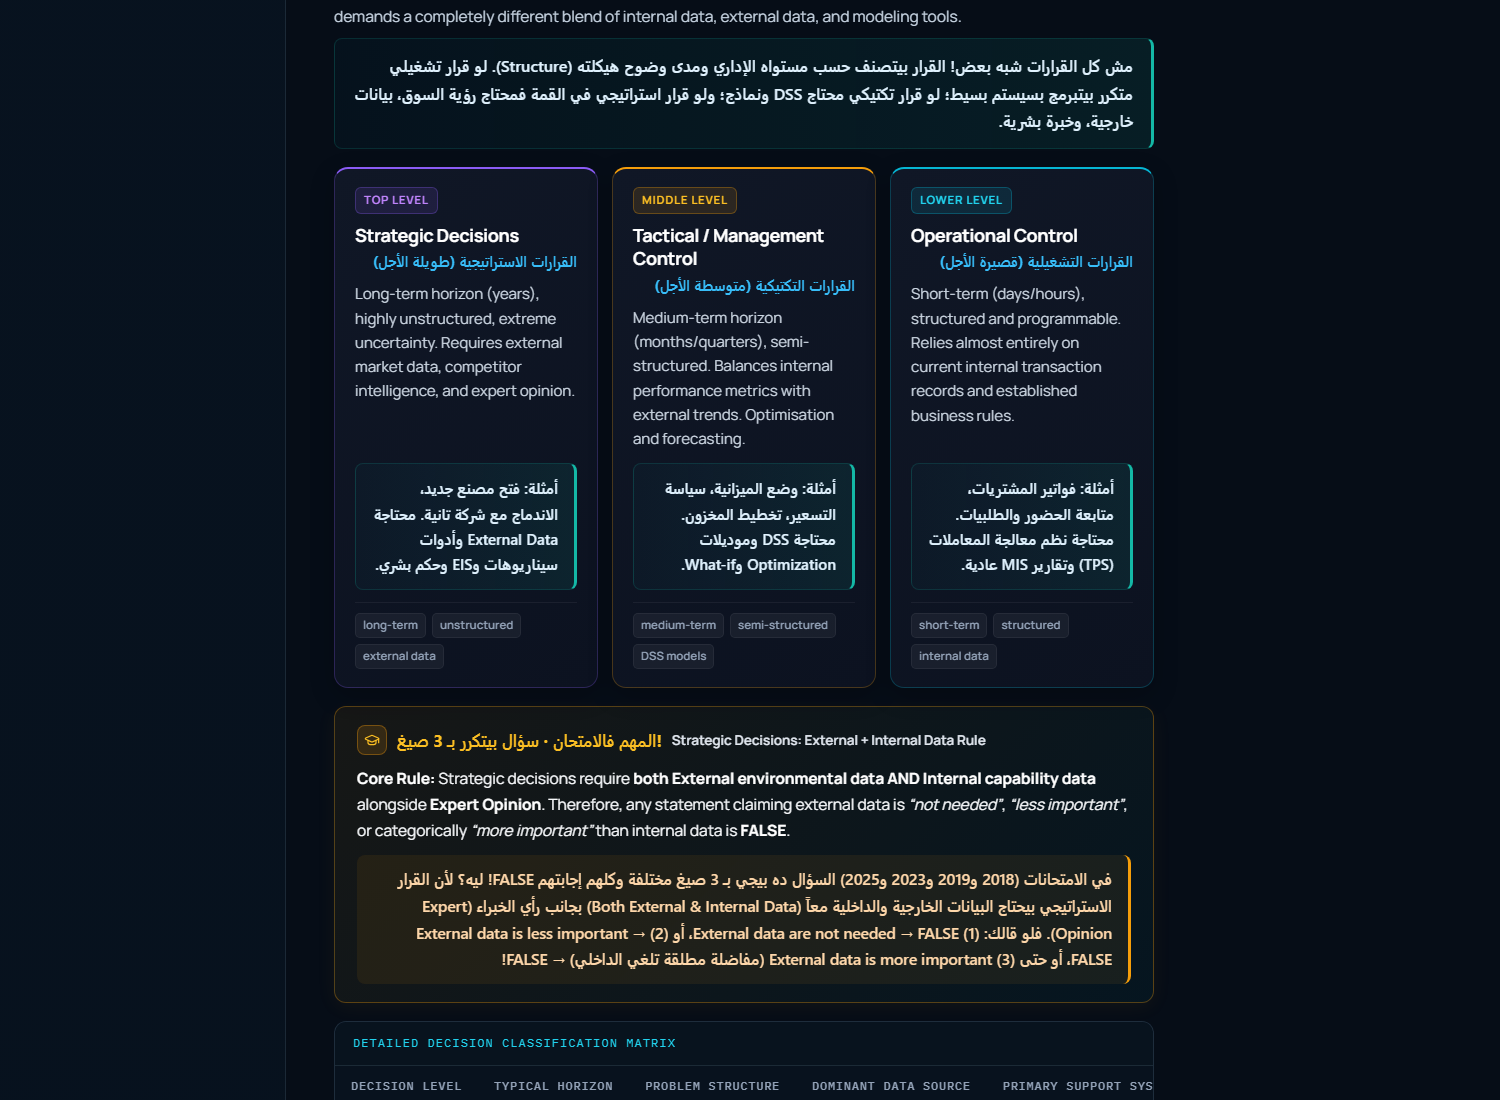 demands a completely different blend of internal data, external data, and modeling tools.
مش كل القرارات شبه بعض! القرار بيتصنف حسب مستواه الإداري ومدى وضوح هيكلته (Structure). لو قرار تشغيلي
متكرر بيتبرمج بسيستم بسيط؛ لو قرار تكتيكي محتاج DSS ونماذج؛ ولو قرار استراتيجي في القمة فمحتاج رؤية السوق، بيانات
خارجية، وخبرة بشرية.
TOP LEVEL
Strategic Decisions
القرارات الاستراتيجية (طويلة الأجل)
Long-term horizon (years),
highly unstructured, extreme
uncertainty. Requires external
market data, competitor
intelligence, and expert opinion.
أمثلة: فتح مصنع جديد،
الاندماج مع شركة تانية. محتاجة
External Data وأدوات
سيناريوهات وEIS وحكم بشري.
long-term
unstructured
external data
MIDDLE LEVEL
Tactical / Management
Control
القرارات التكتيكية (متوسطة الأجل)
Medium-term horizon
(months/quarters), semi-
structured. Balances internal
performance metrics with
external trends. Optimisation
and forecasting.
أمثلة: وضع الميزانية، سياسة
التسعير، تخطيط المخزون.
محتاجة DSS وموديلات
Optimization وWhat-if.
medium-term
semi-structured
DSS models
LOWER LEVEL
Operational Control
القرارات التشغيلية (قصيرة الأجل)
Short-term (days/hours),
structured and programmable.
Relies almost entirely on
current internal transaction
records and established
business rules.
أمثلة: فواتير المشتريات،
متابعة الحضور والطلبيات.
محتاجة نظم معالجة المعاملات
(TPS) وتقارير MIS عادية.
short-term
structured
internal data
المهم فالامتحان · سؤال بيتكرر بـ 3 صيغ! Strategic Decisions: External + Internal Data Rule
Core Rule: Strategic decisions require both External environmental data AND Internal capability data
alongside Expert Opinion. Therefore, any statement claiming external data is “not needed”, “less important”,
or categorically “more important” than internal data is FALSE.
في الامتحانات (2018 و2019 و2023 و2025) السؤال ده بيجي بـ 3 صيغ مختلفة وكلهم إجابتهم FALSE! ليه؟ لأن القرار
الاستراتيجي بيحتاج البيانات الخارجية والداخلية معاً (Both External & Internal Data) بجانب رأي الخبراء (Expert
Opinion). فلو قالك: (1) External data are not needed → FALSE، أو (2) External data is less important →
FALSE، أو حتى (3) External data is more important (مفاضلة مطلقة تلغي الداخلي) → FALSE!
DETAILED DECISION CLASSIFICATION MATRIX
DECISION LEVEL TYPICAL HORIZON PROBLEM STRUCTURE DOMINANT DATA SOURCE PRIMARY SUPPORT SYS